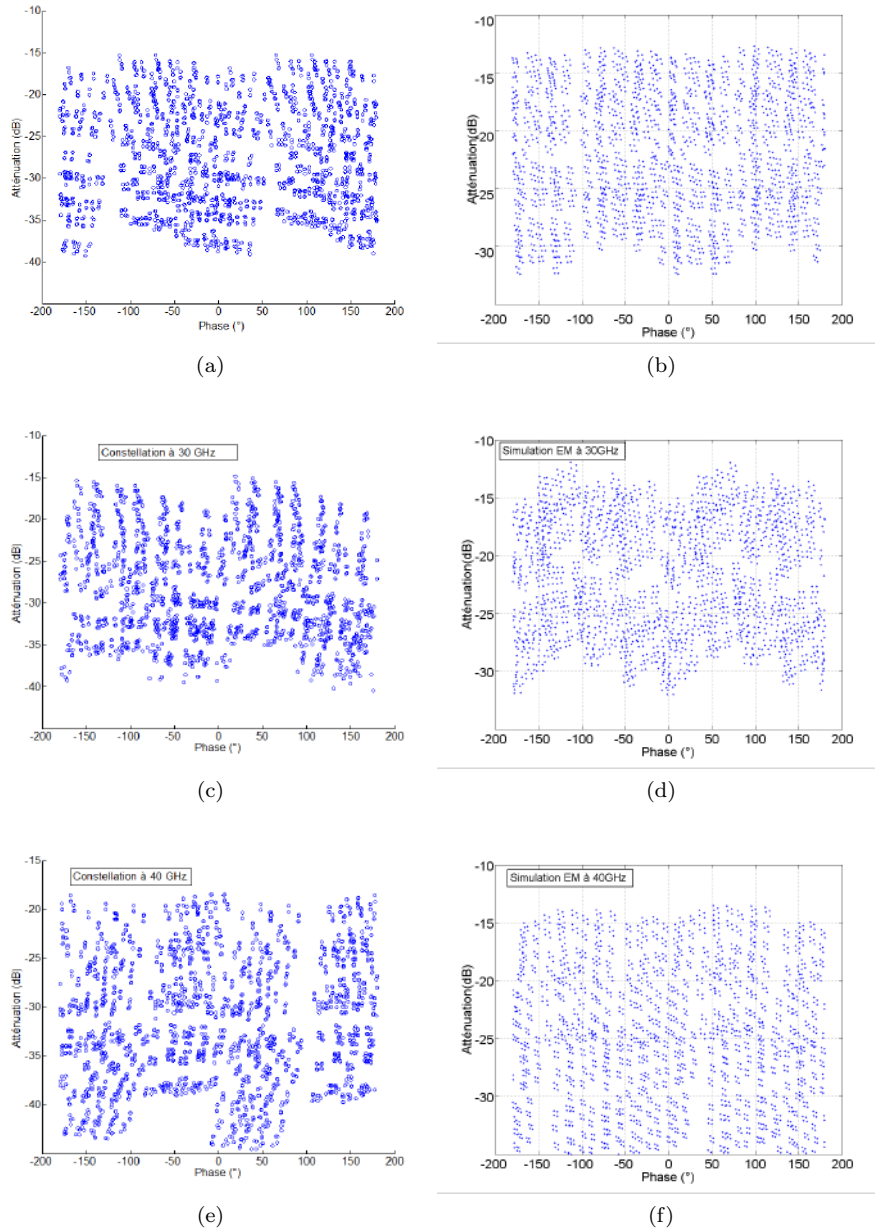 -10
-15
-20
-25
-30
-35
-40
Atténuation (dB)
-200 -150 -100 -50 0 50 100 150 200
Phase (°)
(a)
-10
-15
-20
-25
-30
Atténuation(dB)
-200 -150 -100 -50 0 50 100 150 200
Phase (°)
(b)
Constellation à 30 GHz
-10
-15
-20
-25
-30
-35
-40
Atténuation (dB)
-200 -150 -100 -50 0 50 100 150 200
Phase (°)
(c)
Simulation EM à 30GHz
-10
-15
-20
-25
-30
Atténuation(dB)
-200 -150 -100 -50 0 50 100 150 200
Phase (°)
(d)
Constellation à 40 GHz
-15
-20
-25
-30
-35
-40
Atténuation (dB)
-200 -150 -100 -50 0 50 100 150 200
Phase (°)
(e)
Simulation EM à 40GHz
-10
-15
-20
-25
-30
Atténuation(dB)
-200 -150 -100 -50 0 50 100 150 200
Phase (°)
(f)